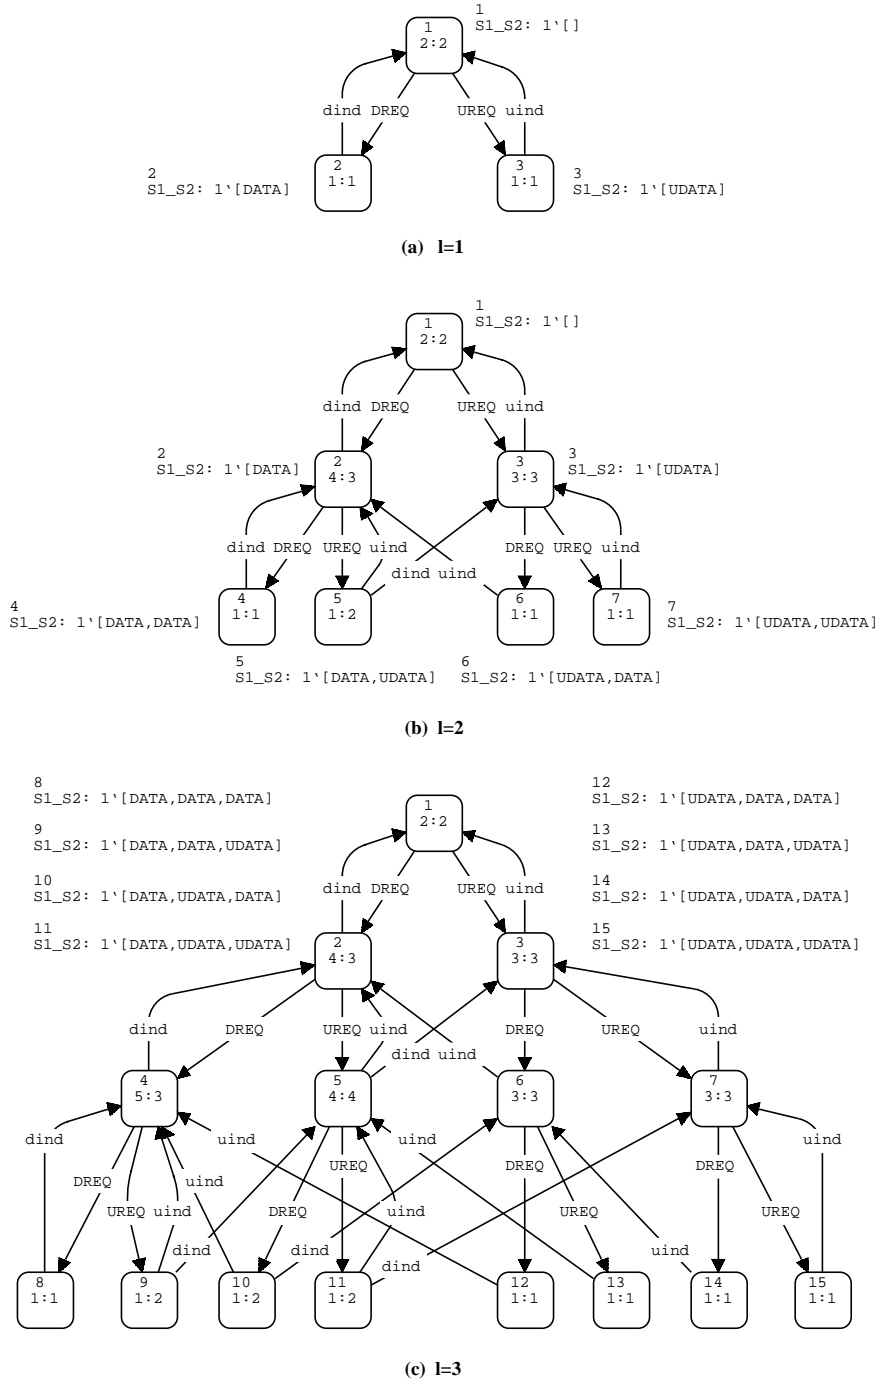 1
S1_S2: 1`[]
1
2:2
dind DREQ UREQ uind
2
S1_S2: 1`[DATA]
2
1:1
3
1:1
3
S1_S2: 1`[UDATA]
(a) l=1
1
S1_S2: 1`[]
1
2:2
dind DREQ UREQ uind
2
S1_S2: 1`[DATA]
2
4:3
3
3:3
3
S1_S2: 1`[UDATA]
dind DREQ UREQ uind DREQ UREQ uind
dind uind
4
S1_S2: 1`[DATA,DATA]
4
1:1
5
1:2
6
1:1
7
1:1
7
S1_S2: 1`[UDATA,UDATA]
5
S1_S2: 1`[DATA,UDATA]
6
S1_S2: 1`[UDATA,DATA]
(b) l=2
8
S1_S2: 1`[DATA,DATA,DATA]
9
S1_S2: 1`[DATA,DATA,UDATA]
10
S1_S2: 1`[DATA,UDATA,DATA]
11
S1_S2: 1`[DATA,UDATA,UDATA]
12
S1_S2: 1`[UDATA,DATA,DATA]
13
S1_S2: 1`[UDATA,DATA,UDATA]
14
S1_S2: 1`[UDATA,UDATA,DATA]
15
S1_S2: 1`[UDATA,UDATA,UDATA]
1
2:2
dind DREQ UREQ uind
2
4:3
3
3:3
dind DREQ UREQ uind DREQ UREQ uind
dind uind
4
5:3
5
4:4
6
3:3
7
3:3
dind uind uind uind
DREQ uind UREQ DREQ DREQ
UREQ uind DREQ uind UREQ UREQ
dind dind dind uind
8
1:1
9
1:2
10
1:2
11
1:2
12
1:1
13
1:1
14
1:1
15
1:1
(c) l=3